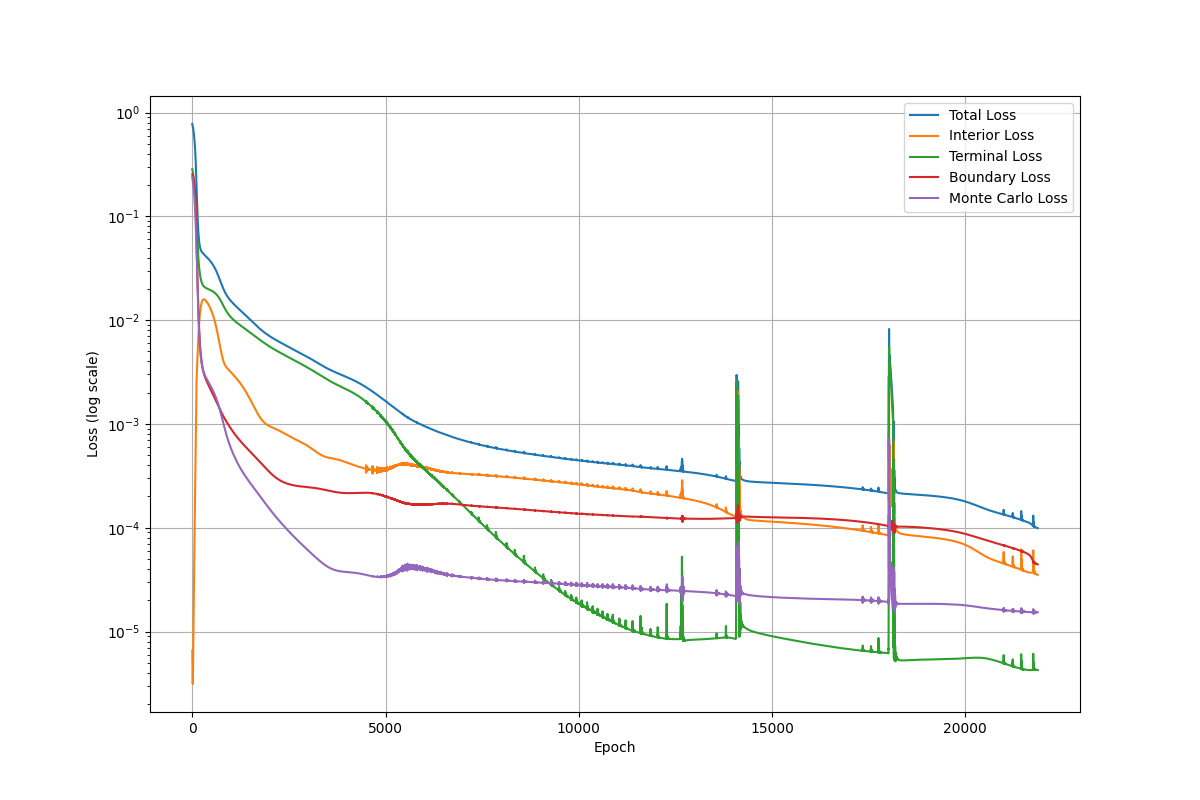 Total Loss
Interior Loss
Terminal Loss
Boundary Loss
Monte Carlo Loss
10⁰
10⁻¹
10⁻²
10⁻³
10⁻⁴
10⁻⁵
Loss (log scale)
0 5000 10000 15000 20000
Epoch